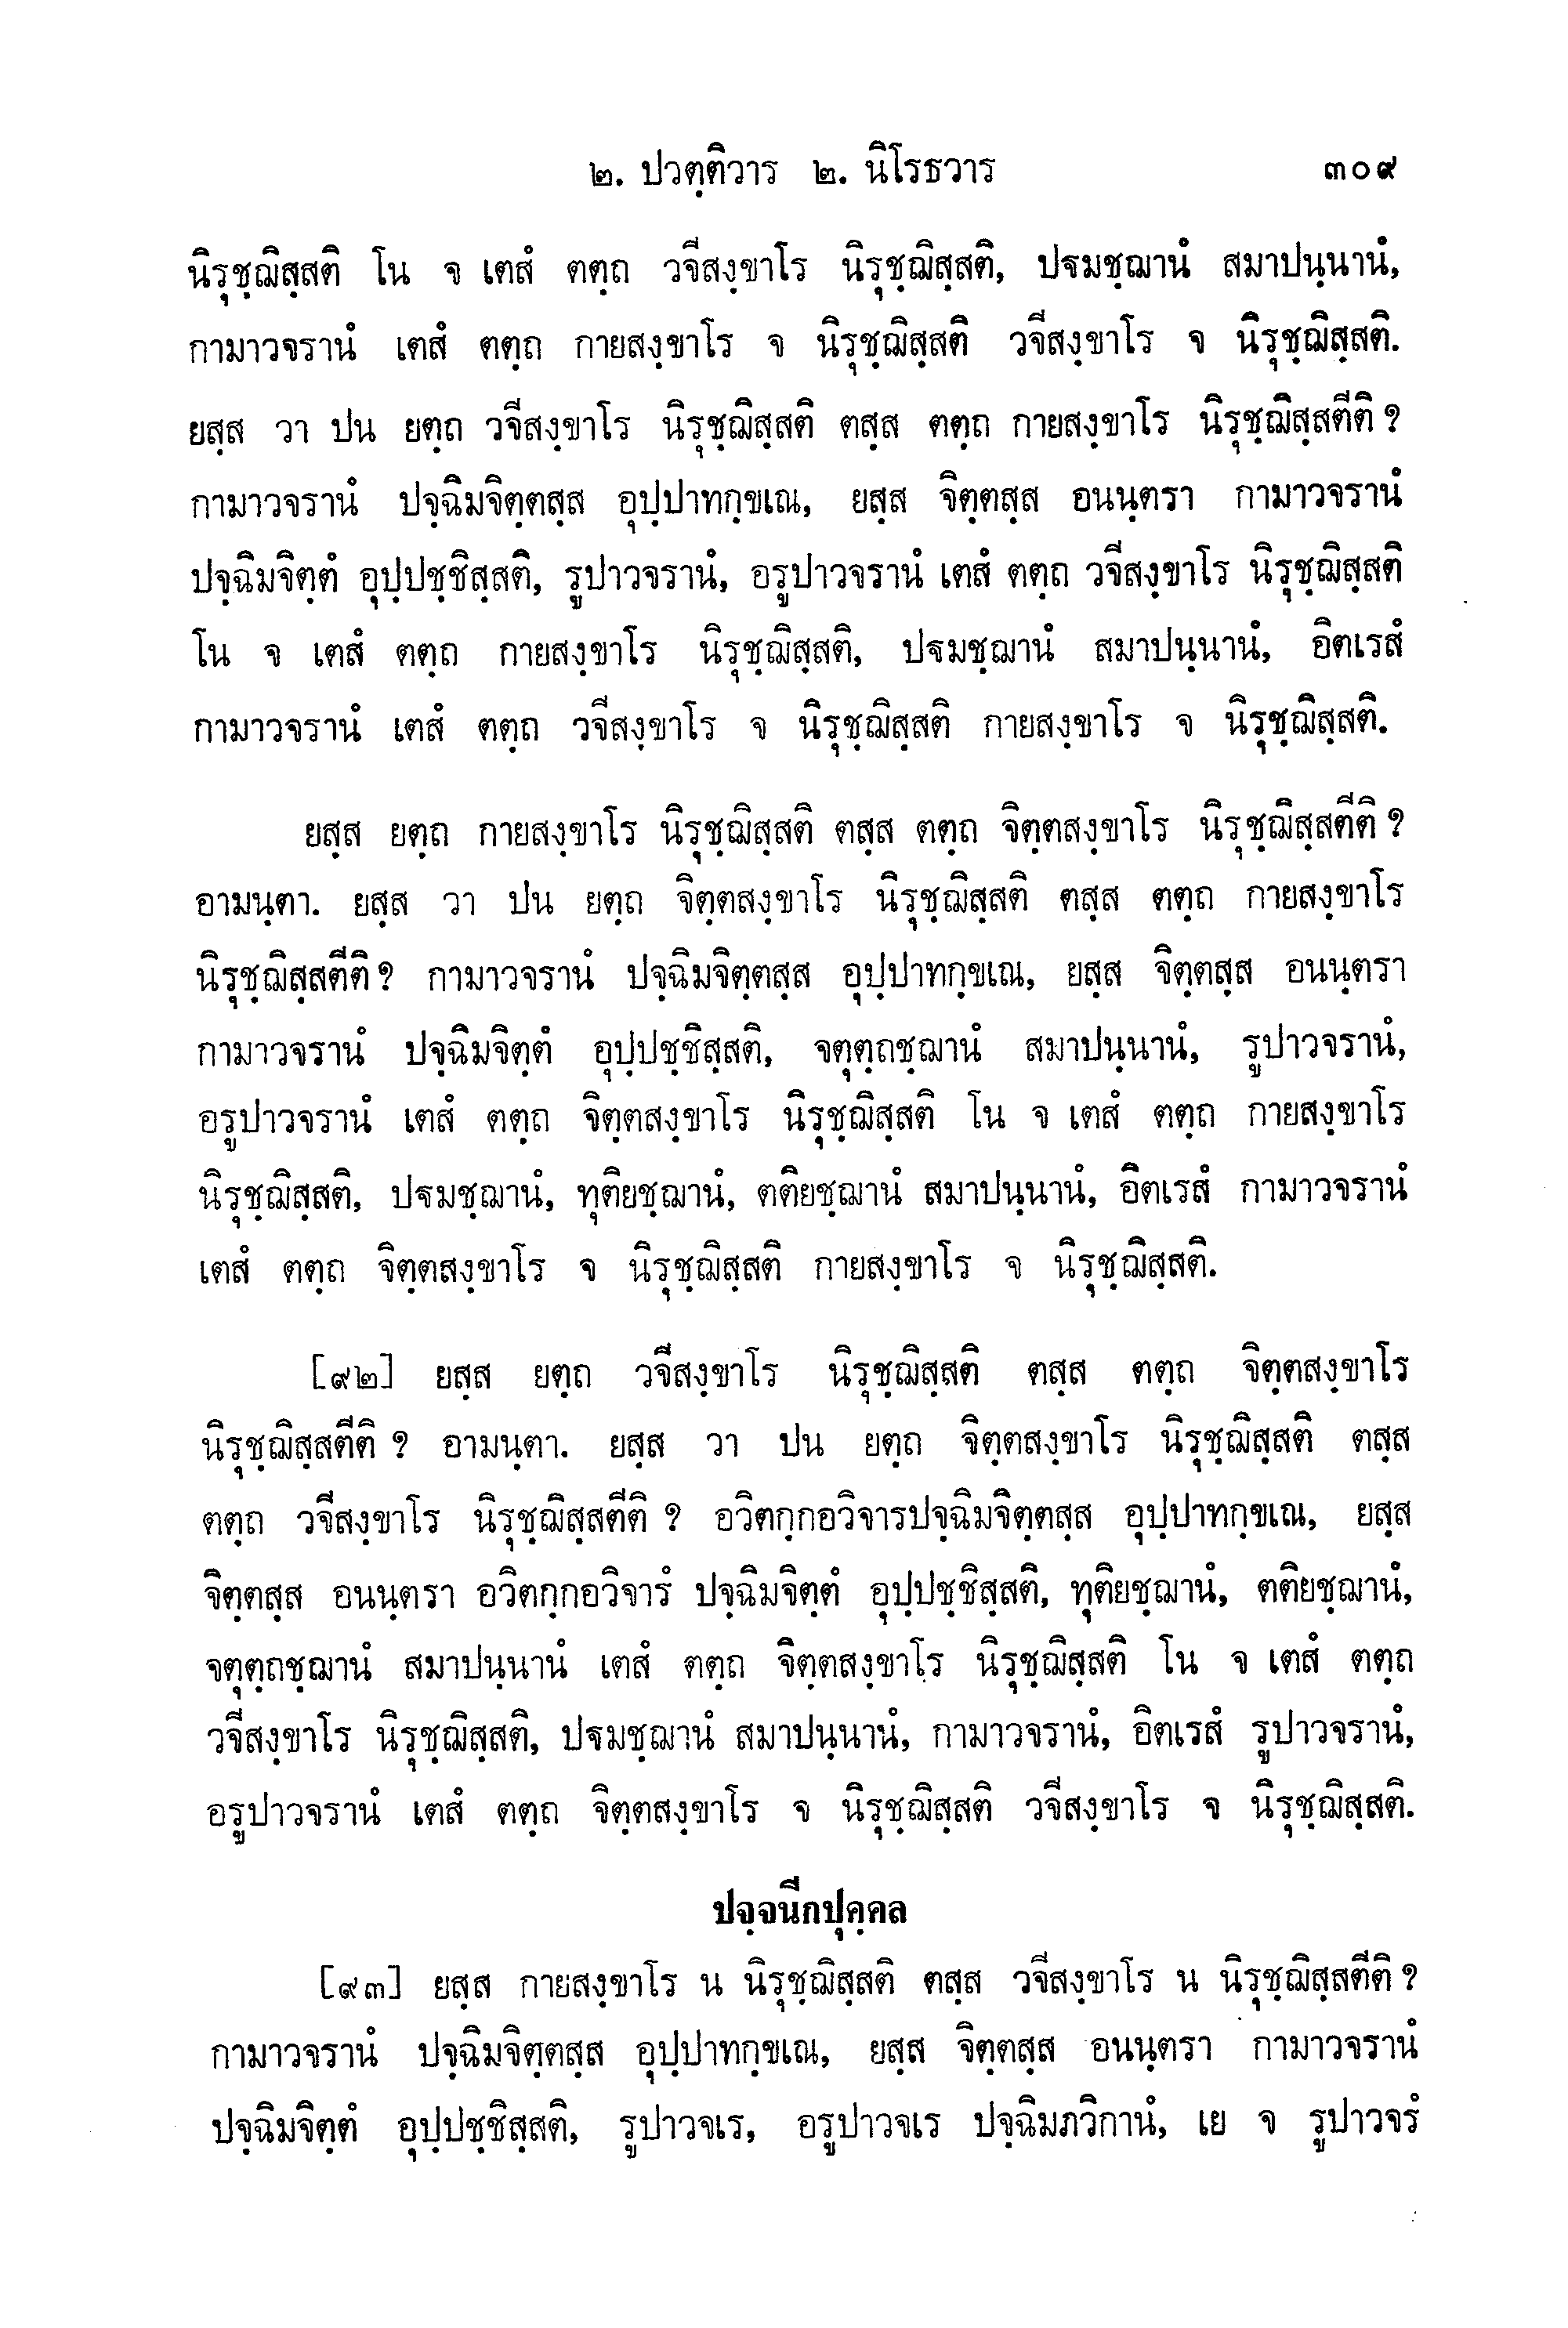 ๒. ปวตฺติวาร ๒. นิโรธวาร ๓๐๙
นิรุชฺฌิสฺสติ โน จ เตสํ ตตฺถ วจีสงฺขาโร นิรุชฺฌิสฺสติ, ปฐมชฺฌานํ สมาปนฺนานํ,
กามาวจรานํ เตสํ ตตฺถ กายสงฺขาโร จ นิรุชฺฌิสฺสติ วจีสงฺขาโร จ นิรุชฺฌิสฺสติ.
ยสฺส วา ปน ยตฺถ วจีสงฺขาโร นิรุชฺฌิสฺสติ ตสฺส ตตฺถ กายสงฺขาโร นิรุชฺฌิสฺสตีติ ?
กามาวจรานํ ปจฺฉิมจิตฺตสฺส อุปฺปาทกฺขเณ, ยสฺส จิตฺตสฺส อนนฺตรา กามาวจรานํ
ปจฺฉิมจิตฺตํ อุปฺปชฺชิสฺสติ, รูปาวจรานํ, อรูปาวจรานํ เตสํ ตตฺถ วจีสงฺขาโร นิรุชฺฌิสฺสติ
โน จ เตสํ ตตฺถ กายสงฺขาโร นิรุชฺฌิสฺสติ, ปฐมชฺฌานํ สมาปนฺนานํ, อิตเรสํ
กามาวจรานํ เตสํ ตตฺถ วจีสงฺขาโร จ นิรุชฺฌิสฺสติ กายสงฺขาโร จ นิรุชฺฌิสฺสติ.
ยสฺส ยตฺถ กายสงฺขาโร นิรุชฺฌิสฺสติ ตสฺส ตตฺถ จิตฺตสงฺขาโร นิรุชฺฌิสฺสตีติ ?
อามนฺตา. ยสฺส วา ปน ยตฺถ จิตฺตสงฺขาโร นิรุชฺฌิสฺสติ ตสฺส ตตฺถ กายสงฺขาโร
นิรุชฺฌิสฺสตีติ ? กามาวจรานํ ปจฺฉิมจิตฺตสฺส อุปฺปาทกฺขเณ, ยสฺส จิตฺตสฺส อนนฺตรา
กามาวจรานํ ปจฺฉิมจิตฺตํ อุปฺปชฺชิสฺสติ, จตุตฺถชฺฌานํ สมาปนฺนานํ, รูปาวจรานํ,
อรูปาวจรานํ เตสํ ตตฺถ จิตฺตสงฺขาโร นิรุชฺฌิสฺสติ โน จ เตสํ ตตฺถ กายสงฺขาโร
นิรุชฺฌิสฺสติ, ปฐมชฺฌานํ, ทุติยชฺฌานํ, ตติยชฺฌานํ สมาปนฺนานํ, อิตเรสํ กามาวจรานํ
เตสํ ตตฺถ จิตฺตสงฺขาโร จ นิรุชฺฌิสฺสติ กายสงฺขาโร จ นิรุชฺฌิสฺสติ.
[๙๒] ยสฺส ยตฺถ วจีสงฺขาโร นิรุชฺฌิสฺสติ ตสฺส ตตฺถ จิตฺตสงฺขาโร
นิรุชฺฌิสฺสตีติ ? อามนฺตา. ยสฺส วา ปน ยตฺถ จิตฺตสงฺขาโร นิรุชฺฌิสฺสติ ตสฺส
ตตฺถ วจีสงฺขาโร นิรุชฺฌิสฺสตีติ ? อวิตกฺกอวิจารปจฺฉิมจิตฺตสฺส อุปฺปาทกฺขเณ, ยสฺส
จิตฺตสฺส อนนฺตรา อวิตกฺกอวิจารํ ปจฺฉิมจิตฺตํ อุปฺปชฺชิสฺสติ, ทุติยชฺฌานํ, ตติยชฺฌานํ,
จตุตฺถชฺฌานํ สมาปนฺนานํ เตสํ ตตฺถ จิตฺตสงฺขาโร นิรุชฺฌิสฺสติ โน จ เตสํ ตตฺถ
วจีสงฺขาโร นิรุชฺฌิสฺสติ, ปฐมชฺฌานํ สมาปนฺนานํ, กามาวจรานํ, อิตเรสํ รูปาวจรานํ,
อรูปาวจรานํ เตสํ ตตฺถ จิตฺตสงฺขาโร จ นิรุชฺฌิสฺสติ วจีสงฺขาโร จ นิรุชฺฌิสฺสติ.
ปจฺจนีกปุคฺคล
[๙๓] ยสฺส กายสงฺขาโร น นิรุชฺฌิสฺสติ ตสฺส วจีสงฺขาโร น นิรุชฺฌิสฺสตีติ ?
กามาวจรานํ ปจฺฉิมจิตฺตสฺส อุปฺปาทกฺขเณ, ยสฺส จิตฺตสฺส อนนฺตรา กามาวจรานํ
ปจฺฉิมจิตฺตํ อุปฺปชฺชิสฺสติ, รูปาวจเร, อรูปาวจเร ปจฺฉิมภวิกานํ, เย จ รูปาวจรํ